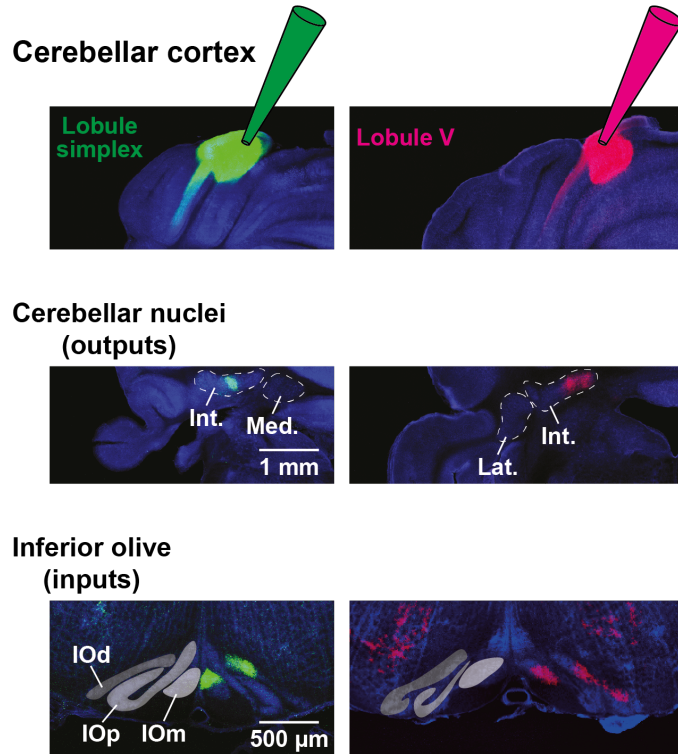 Cerebellar cortex
Lobule
simplex
Lobule V
Cerebellar nuclei
(outputs)
Int.
Med.
1 mm
Lat.
Int.
Inferior olive
(inputs)
IOd
IOp
IOm
500 µm